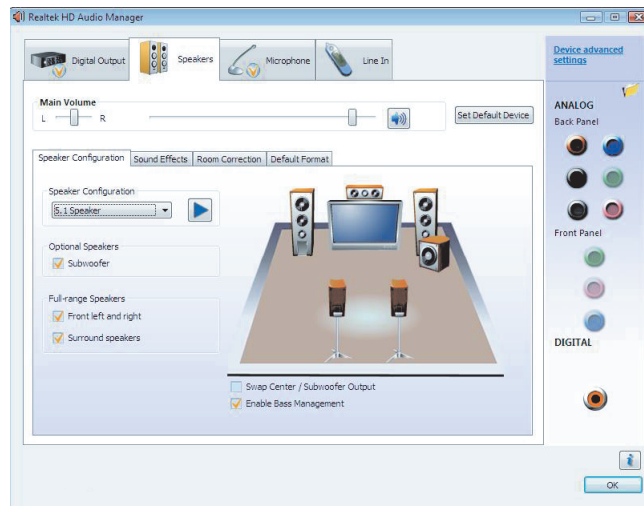 Realtek HD Audio Manager
Digital Output
Speakers
Microphone
Line In
Device advanced
settings
Main Volume
L
R
Set Default Device
ANALOG
Back Panel
Speaker Configuration
Sound Effects
Room Correction
Default Format
Speaker Configuration
5.1 Speaker
Optional Speakers
Subwoofer
Full-range Speakers
Front left and right
Surround speakers
Swap Center / Subwoofer Output
Enable Bass Management
Front Panel
DIGITAL
i
OK